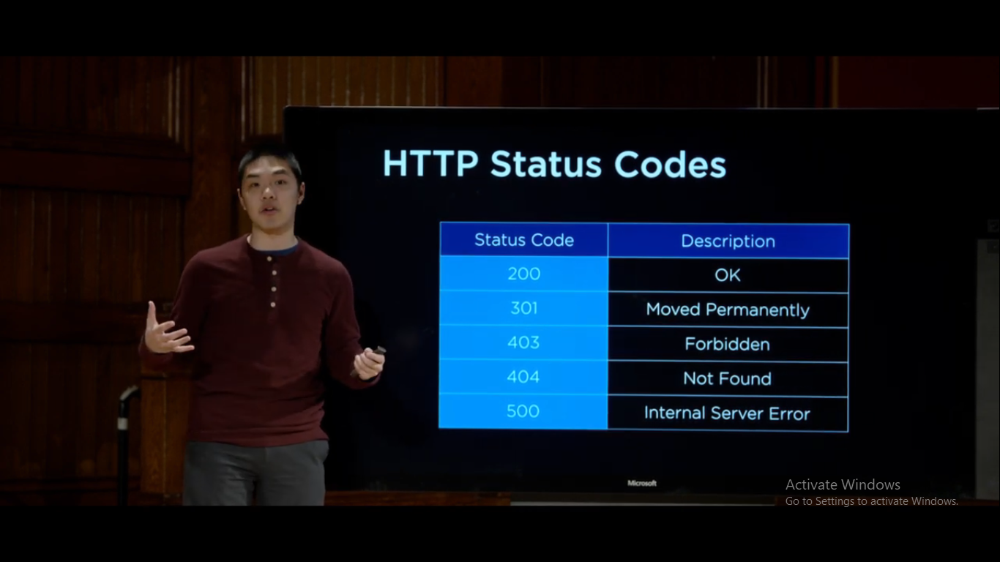 HTTP Status Codes
Status Code Description
200 OK
301 Moved Permanently
403 Forbidden
404 Not Found
500 Internal Server Error
Microsoft
Activate Windows
Go to Settings to activate Windows.